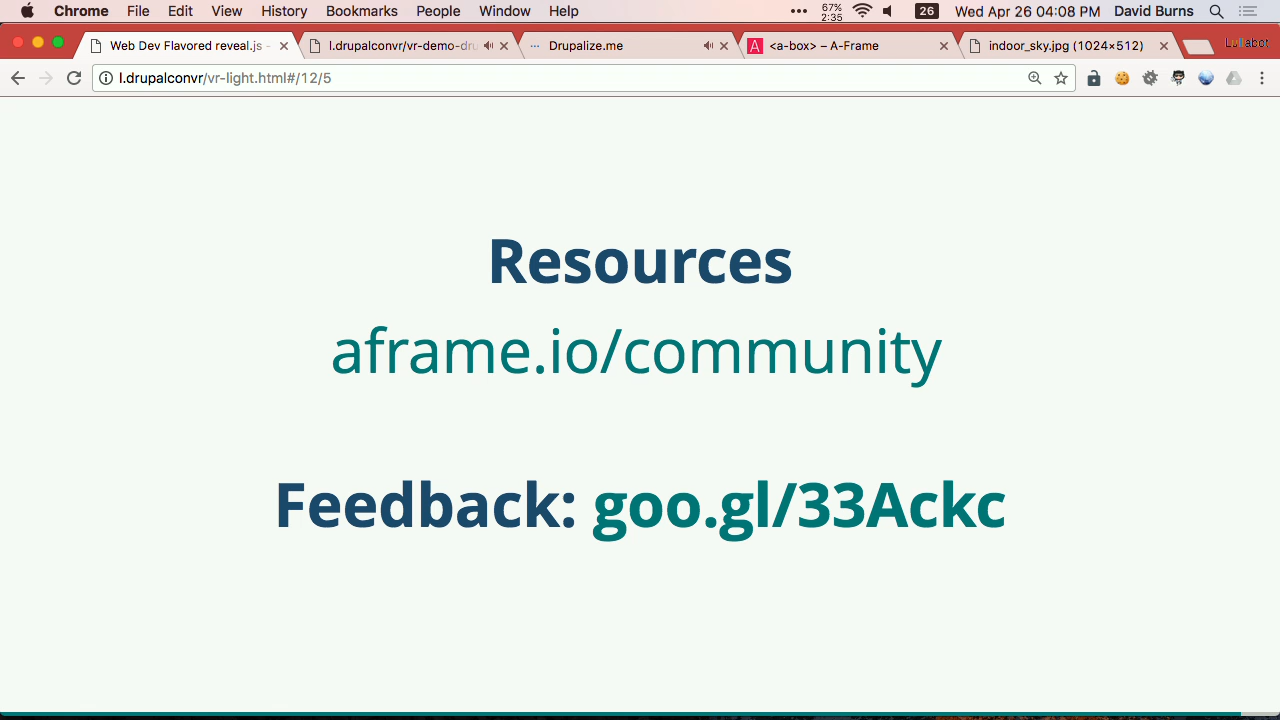 Chrome File Edit View History Bookmarks People Window Help ••• 67% 2:35 26 Wed Apr 26 04:08 PM David Burns
Web Dev Flavored reveal.js - l.drupalconvr/vr-demo-dru Drupalize.me <a-box> – A-Frame indoor_sky.jpg (1024×512) Lullabot
l.drupalconvr/vr-light.html#/12/5
Resources
aframe.io/community
Feedback: goo.gl/33Ackc